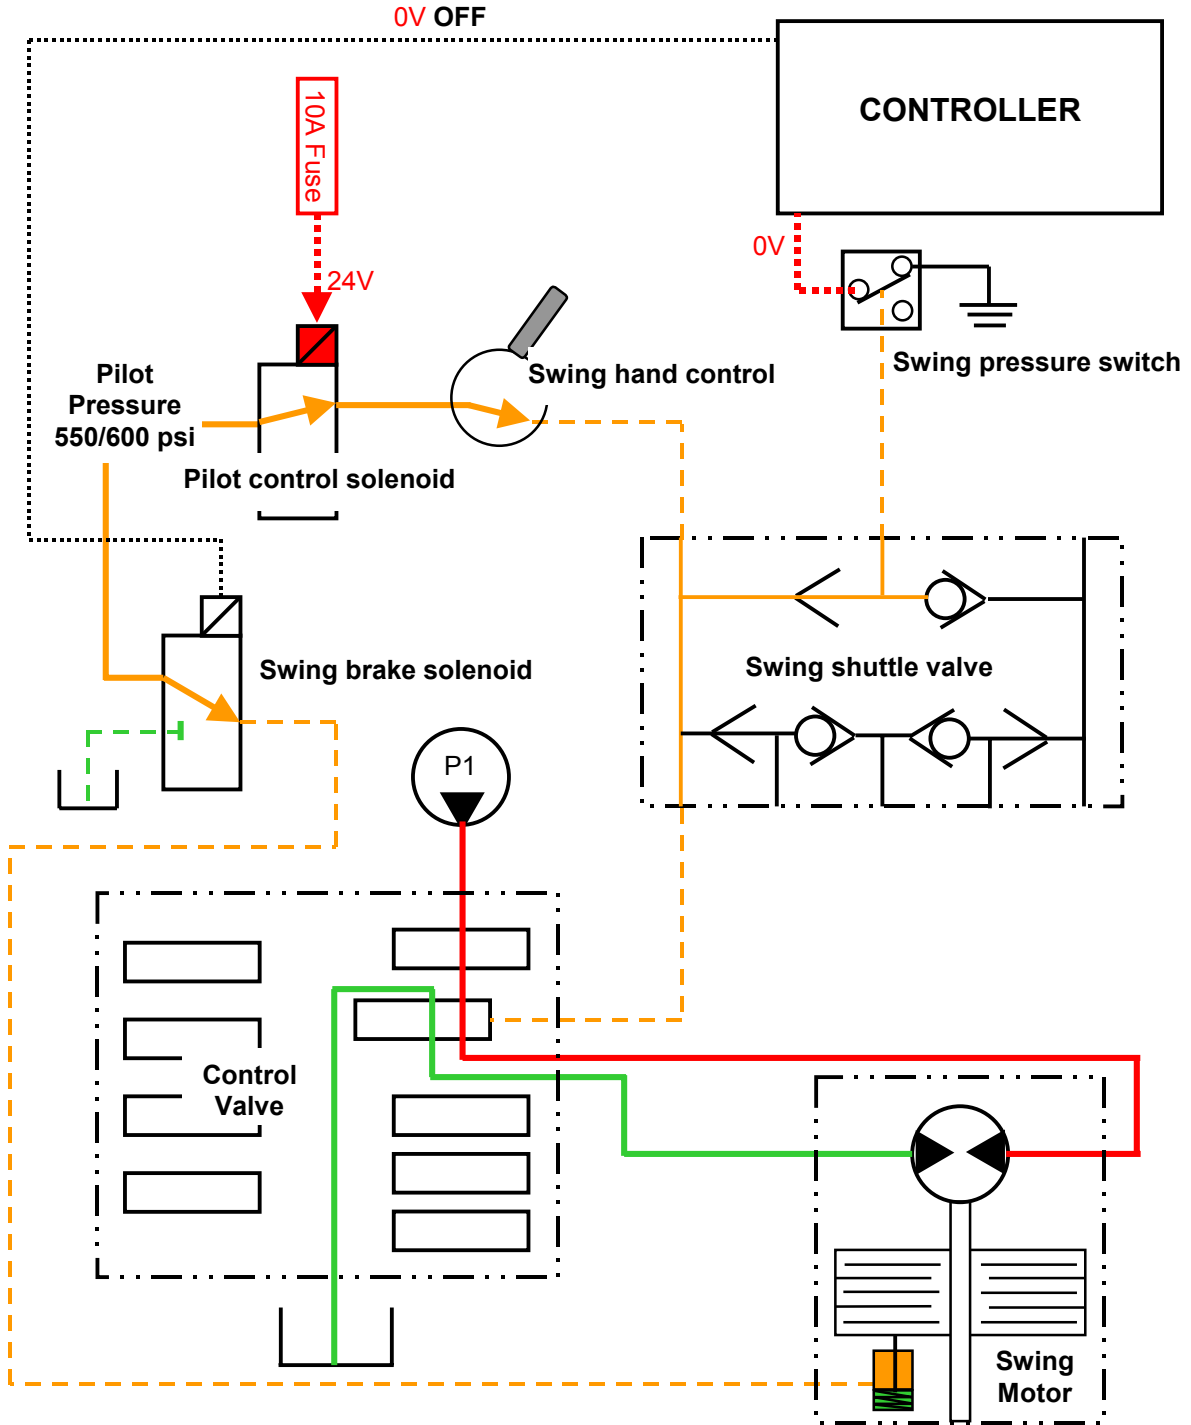 0V OFF
CONTROLLER
10A Fuse
24V
0V
Swing pressure switch
Swing hand control
Pilot
Pressure
550/600 psi
Pilot control solenoid
Swing brake solenoid
Swing shuttle valve
P1
Control
Valve
Swing
Motor